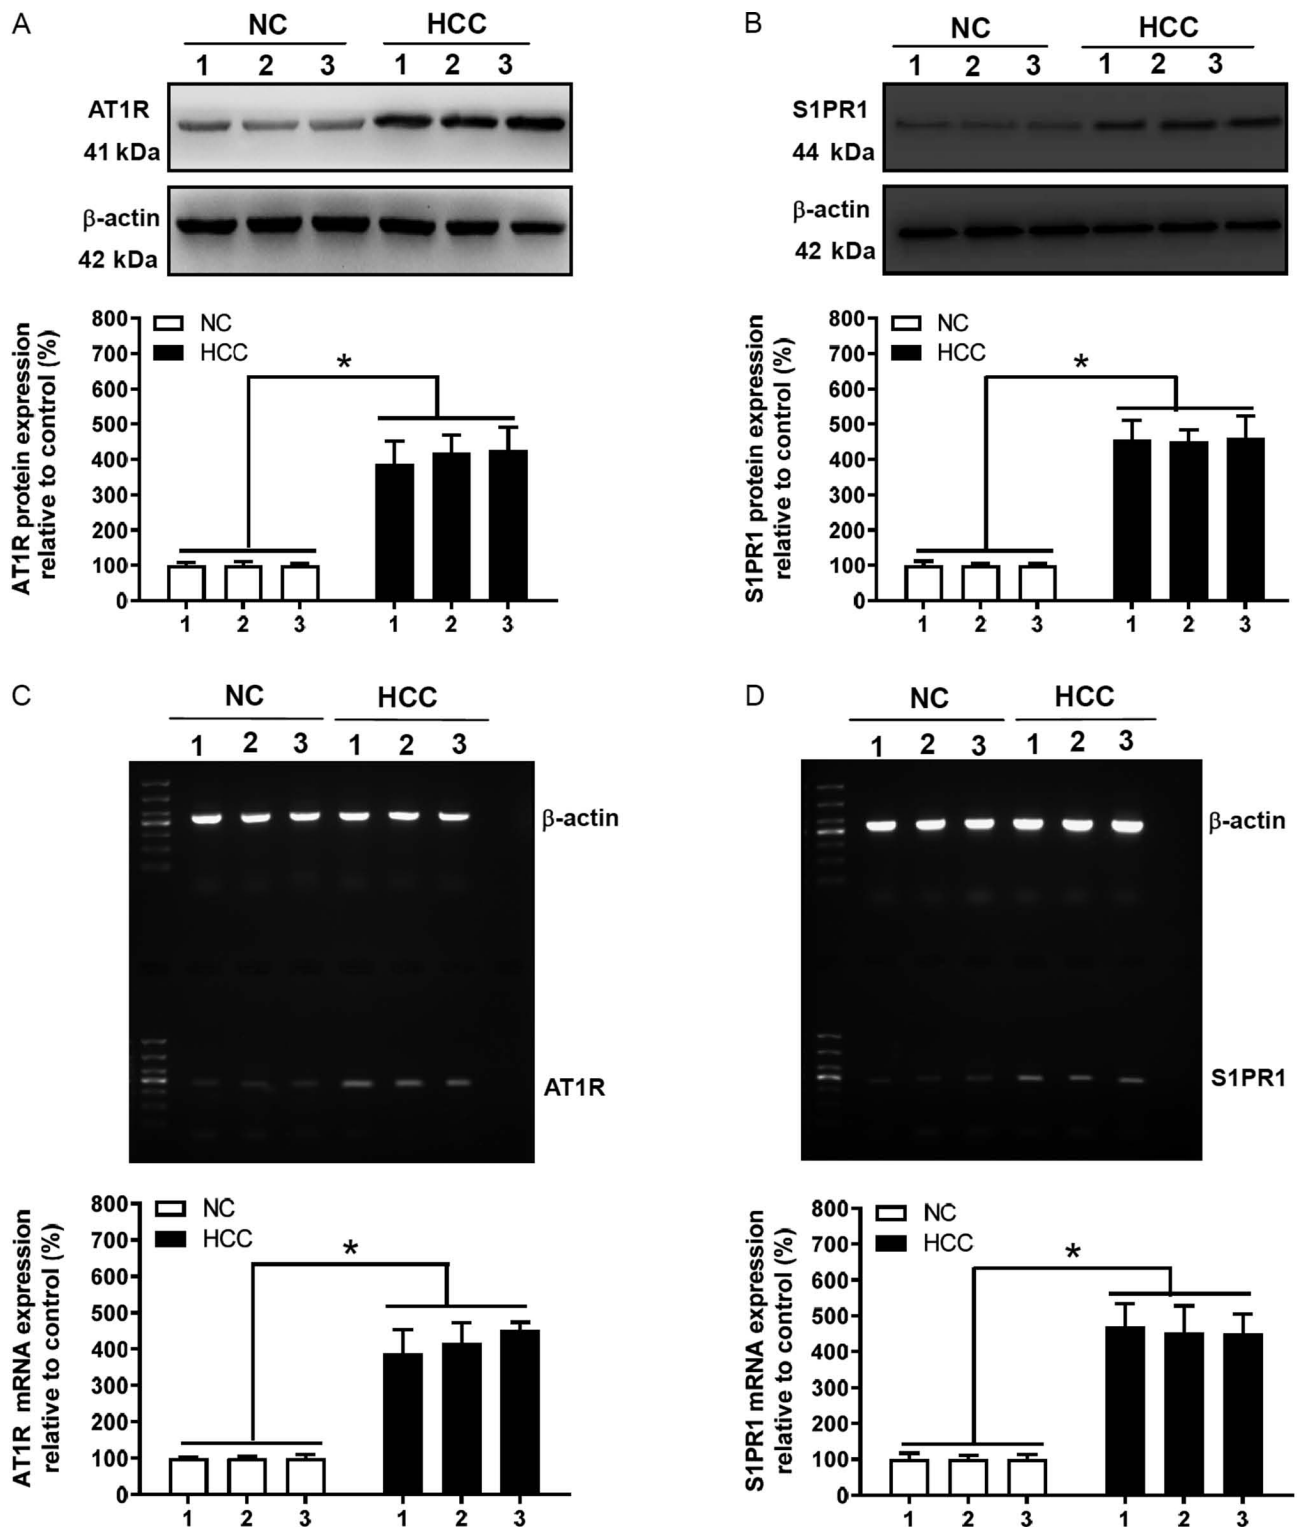 A
NC HCC
1 2 3 1 2 3
AT1R
41 kDa
β-actin
42 kDa
800
700
600
500
400
300
200
100
0
AT1R protein expression
relative to control (%)
NC
HCC
*
1 2 3 1 2 3
B
NC HCC
1 2 3 1 2 3
S1PR1
44 kDa
β-actin
42 kDa
800
700
600
500
400
300
200
100
0
S1PR1 protein expression
relative to control (%)
NC
HCC
*
1 2 3 1 2 3
C
NC HCC
1 2 3 1 2 3
β-actin
AT1R
800
700
600
500
400
300
200
100
0
AT1R mRNA expression
relative to control (%)
NC
HCC
*
1 2 3 1 2 3
D
NC HCC
1 2 3 1 2 3
β-actin
S1PR1
800
700
600
500
400
300
200
100
0
S1PR1 mRNA expression
relative to control (%)
NC
HCC
*
1 2 3 1 2 3